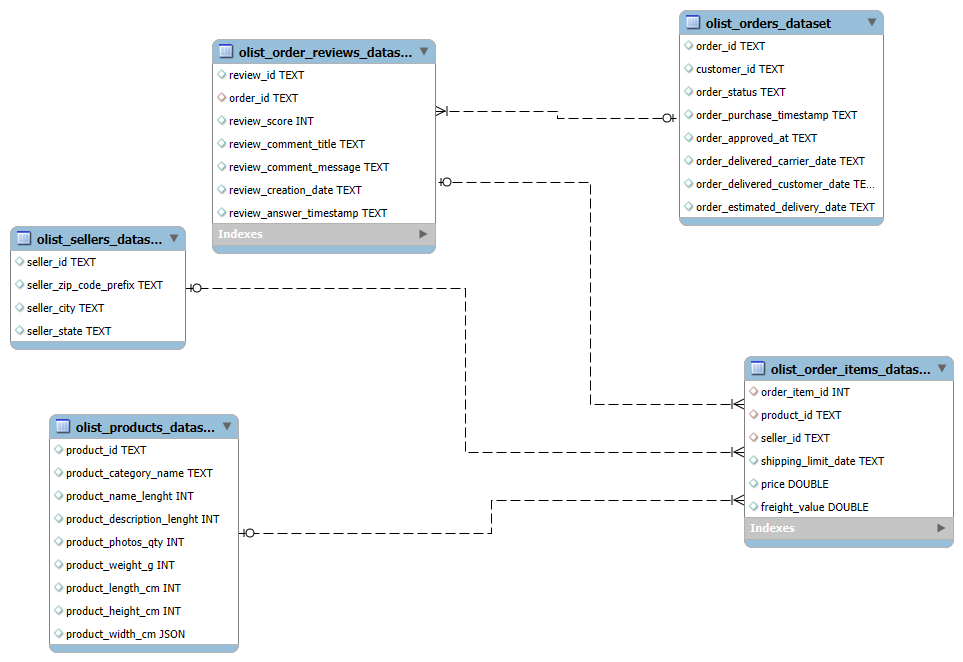 olist_orders_dataset
order_id TEXT
customer_id TEXT
order_status TEXT
order_purchase_timestamp TEXT
order_approved_at TEXT
order_delivered_carrier_date TEXT
order_delivered_customer_date TE...
order_estimated_delivery_date TEXT
olist_order_reviews_datas...
review_id TEXT
order_id TEXT
review_score INT
review_comment_title TEXT
review_comment_message TEXT
review_creation_date TEXT
review_answer_timestamp TEXT
Indexes
olist_sellers_datas...
seller_id TEXT
seller_zip_code_prefix TEXT
seller_city TEXT
seller_state TEXT
olist_order_items_datas...
order_item_id INT
product_id TEXT
seller_id TEXT
shipping_limit_date TEXT
price DOUBLE
freight_value DOUBLE
Indexes
olist_products_datas...
product_id TEXT
product_category_name TEXT
product_name_lenght INT
product_description_lenght INT
product_photos_qty INT
product_weight_g INT
product_length_cm INT
product_height_cm INT
product_width_cm JSON